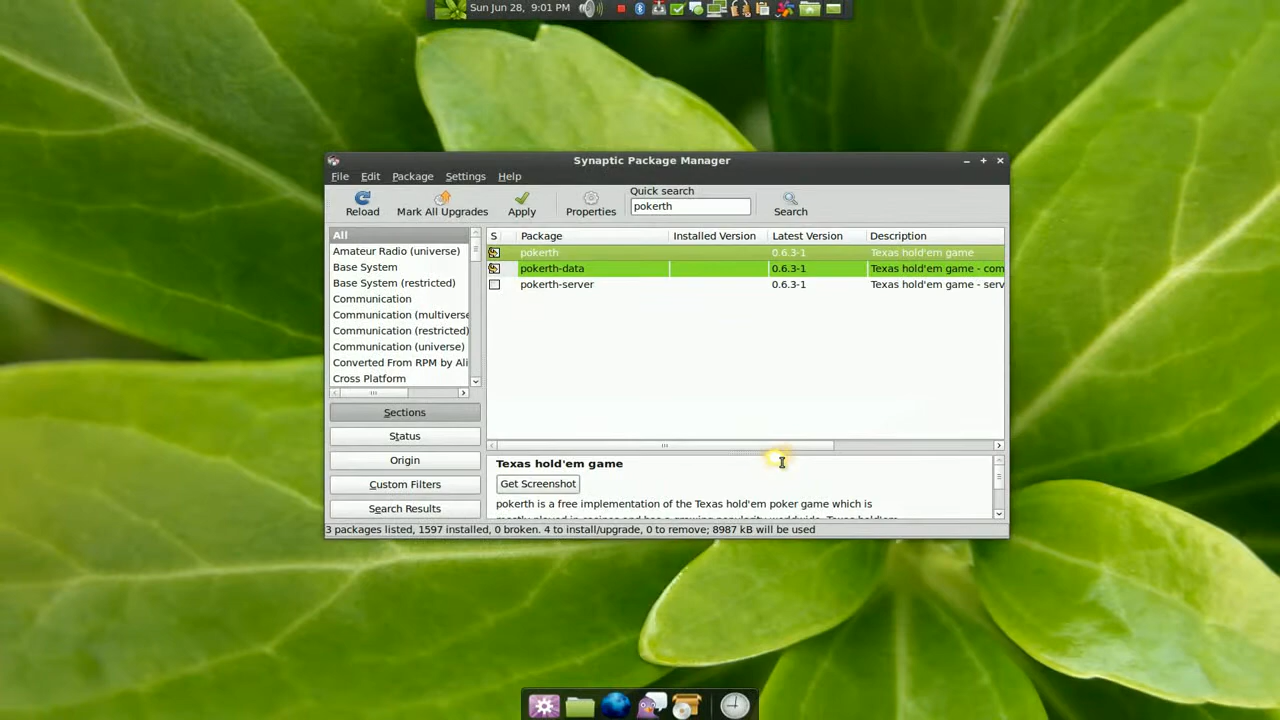 Sun Jun 28, 9:01 PM
Synaptic Package Manager
File Edit Package Settings Help
Quick search
pokerth
Reload Mark All Upgrades Apply Properties Search
All
Amateur Radio (universe)
Base System
Base System (restricted)
Communication
Communication (multiverse
Communication (restricted)
Communication (universe)
Converted From RPM by Ali
Cross Platform
Sections
Status
Origin
Custom Filters
Search Results
S Package Installed Version Latest Version Description
pokerth 0.6.3-1 Texas hold'em game
pokerth-data 0.6.3-1 Texas hold'em game - com
pokerth-server 0.6.3-1 Texas hold'em game - serv
Texas hold'em game
Get Screenshot
pokerth is a free implementation of the Texas hold'em poker game which is
3 packages listed, 1597 installed, 0 broken. 4 to install/upgrade, 0 to remove; 8987 kB will be used